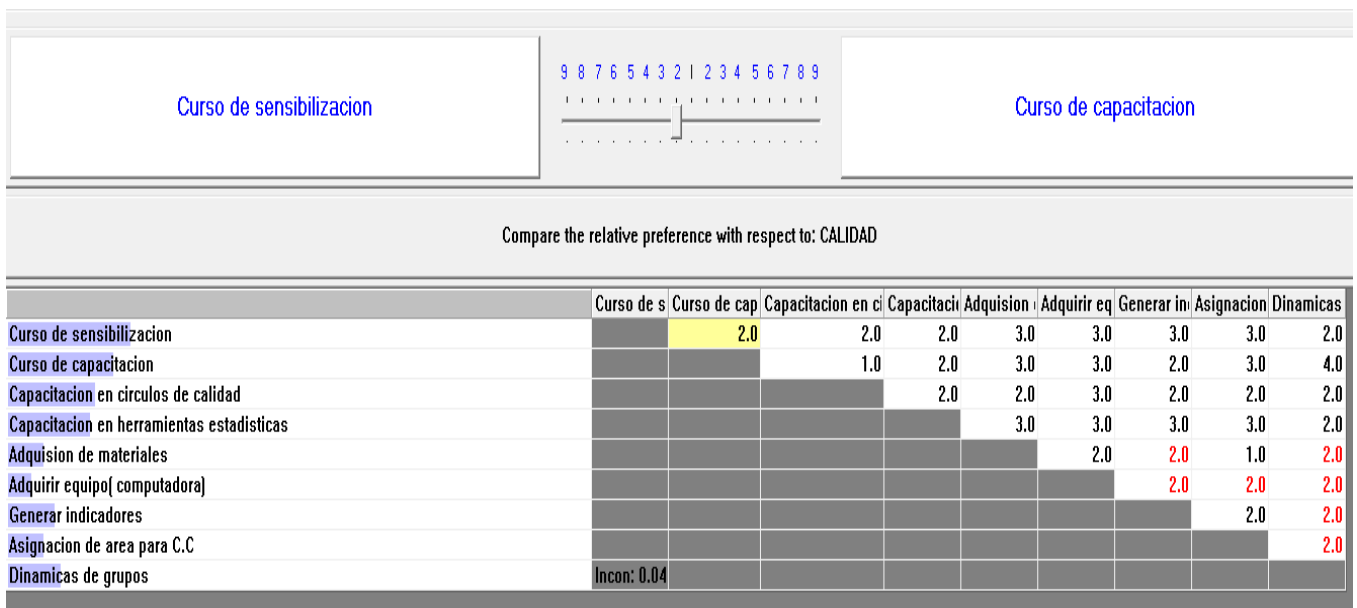 Curso de sensibilizacion
9 8 7 6 5 4 3 2 1 2 3 4 5 6 7 8 9
Curso de capacitacion
Compare the relative preference with respect to: CALIDAD
Curso de s Curso de cap Capacitacion en ci Capacitaci Adquision Adquirir eq Generar in Asignacion Dinamicas
Curso de sensibilizacion 2.0 2.0 2.0 3.0 3.0 3.0 3.0 2.0
Curso de capacitacion 1.0 2.0 3.0 3.0 2.0 3.0 4.0
Capacitacion en circulos de calidad 2.0 2.0 3.0 2.0 2.0 2.0
Capacitacion en herramientas estadisticas 3.0 3.0 3.0 3.0 2.0
Adquision de materiales 2.0 2.0 1.0 2.0
Adquirir equipo( computadora) 2.0 2.0 2.0
Generar indicadores 2.0 2.0
Asignacion de area para C.C 2.0
Dinamicas de grupos Incon: 0.04